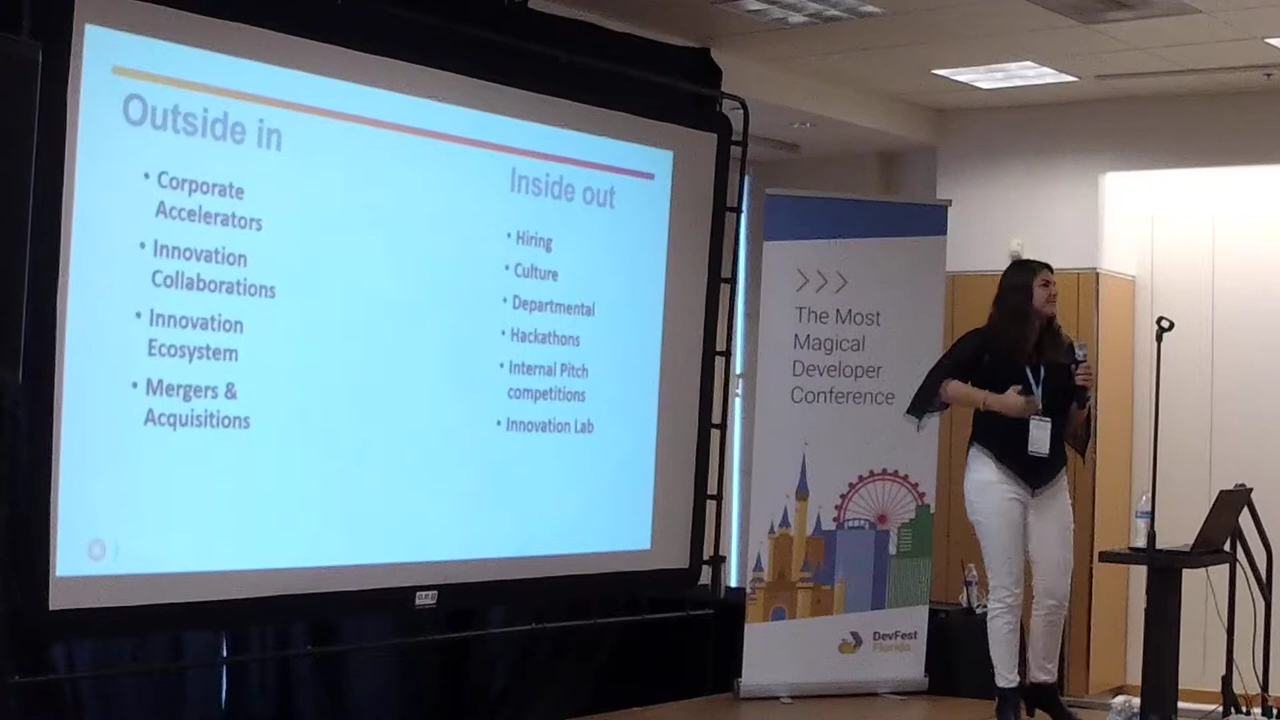 Outside in
• Corporate
Accelerators
• Innovation
Collaborations
• Innovation
Ecosystem
• Mergers &
Acquisitions
Inside out
• Hiring
• Culture
• Departmental
• Hackathons
• Internal Pitch
competitions
• Innovation Lab
The Most
Magical
Developer
Conference
DevFest
Florida